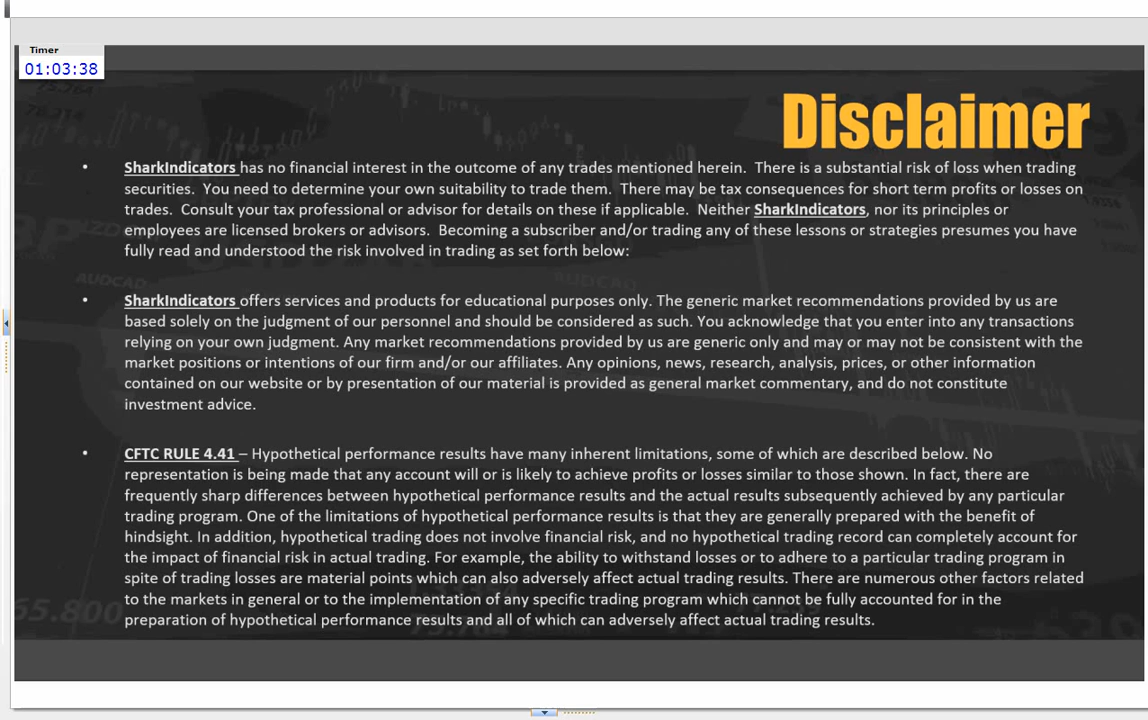 Timer
01:03:38
Disclaimer
• SharkIndicators has no financial interest in the outcome of any trades mentioned herein.  There is a substantial risk of loss when trading
securities.  You need to determine your own suitability to trade them.  There may be tax consequences for short term profits or losses on
trades.  Consult your tax professional or advisor for details on these if applicable.  Neither SharkIndicators, nor its principles or
employees are licensed brokers or advisors.  Becoming a subscriber and/or trading any of these lessons or strategies presumes you have
fully read and understood the risk involved in trading as set forth below:
• SharkIndicators offers services and products for educational purposes only. The generic market recommendations provided by us are
based solely on the judgment of our personnel and should be considered as such. You acknowledge that you enter into any transactions
relying on your own judgment. Any market recommendations provided by us are generic only and may or may not be consistent with the
market positions or intentions of our firm and/or our affiliates. Any opinions, news, research, analysis, prices, or other information
contained on our website or by presentation of our material is provided as general market commentary, and do not constitute
investment advice.
• CFTC RULE 4.41 – Hypothetical performance results have many inherent limitations, some of which are described below. No
representation is being made that any account will or is likely to achieve profits or losses similar to those shown. In fact, there are
frequently sharp differences between hypothetical performance results and the actual results subsequently achieved by any particular
trading program. One of the limitations of hypothetical performance results is that they are generally prepared with the benefit of
hindsight. In addition, hypothetical trading does not involve financial risk, and no hypothetical trading record can completely account for
the impact of financial risk in actual trading. For example, the ability to withstand losses or to adhere to a particular trading program in
spite of trading losses are material points which can also adversely affect actual trading results. There are numerous other factors related
to the markets in general or to the implementation of any specific trading program which cannot be fully accounted for in the
preparation of hypothetical performance results and all of which can adversely affect actual trading results.
AUDCAD
AUDCAD
65.800